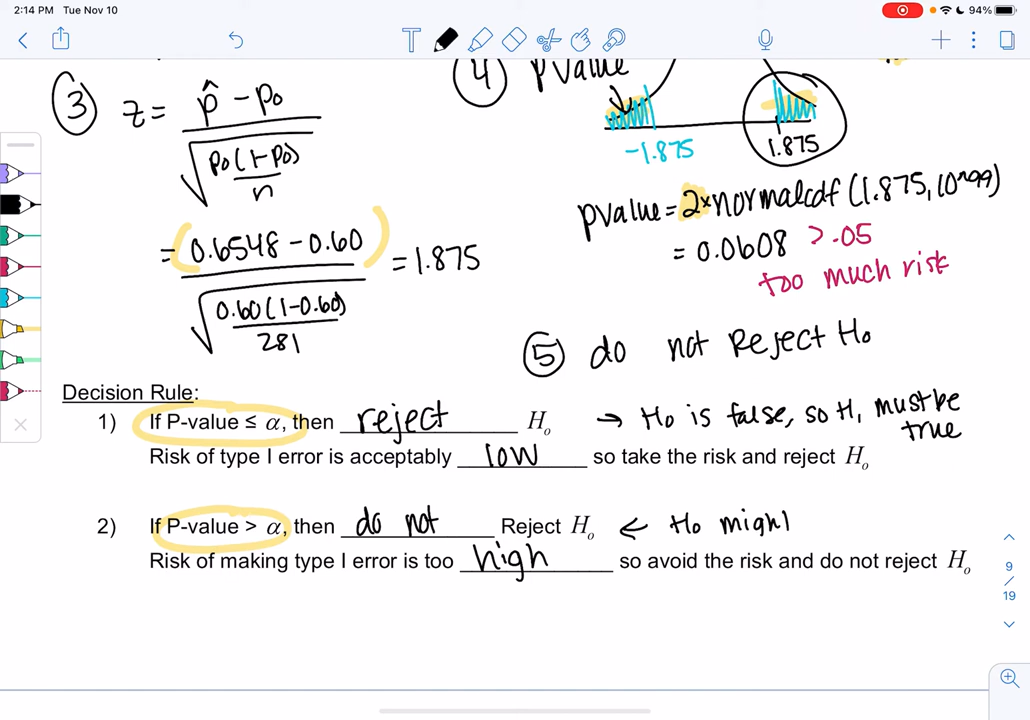 2:14 PM Tue Nov 10
94%
③ z = p̂ - p₀
√ p₀(1-p₀)
n
= (0.6548 - 0.60) = 1.875
√ 0.60(1-0.60)
281
④ pvalue
-1.875
1.875
pvalue = 2×normalcdf(1.875, 10^99)
= 0.0608 > .05
too much risk
⑤ do not Reject H₀
Decision Rule:
1) If P-value ≤ α, then reject Hₒ → H₀ is false, so H₁ must be
true
Risk of type I error is acceptably low so take the risk and reject Hₒ
2) If P-value > α, then do not Reject Hₒ ← H₀ migh
Risk of making type I error is too high so avoid the risk and do not reject Hₒ
9
/
19